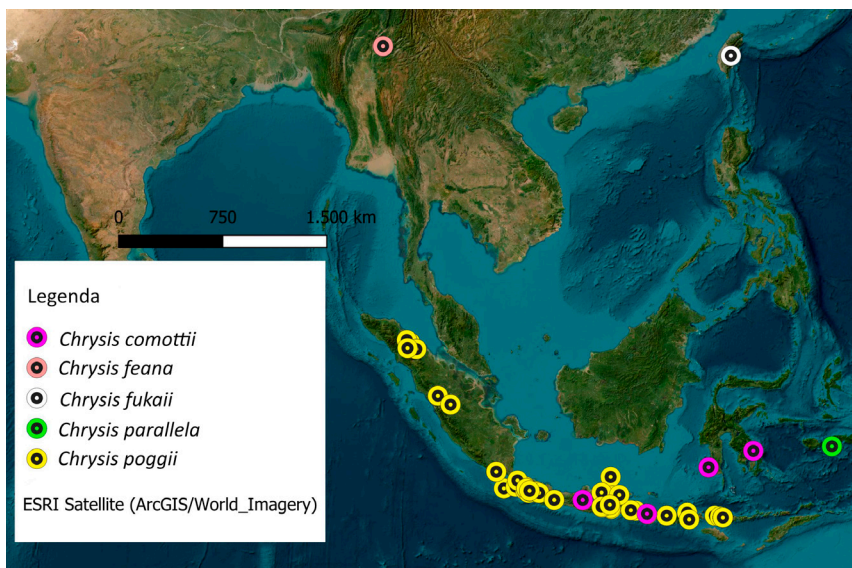 0 750 1.500 km
Legenda
Chrysis comottii
Chrysis feana
Chrysis fukaii
Chrysis parallela
Chrysis poggii
ESRI Satellite (ArcGIS/World_Imagery)